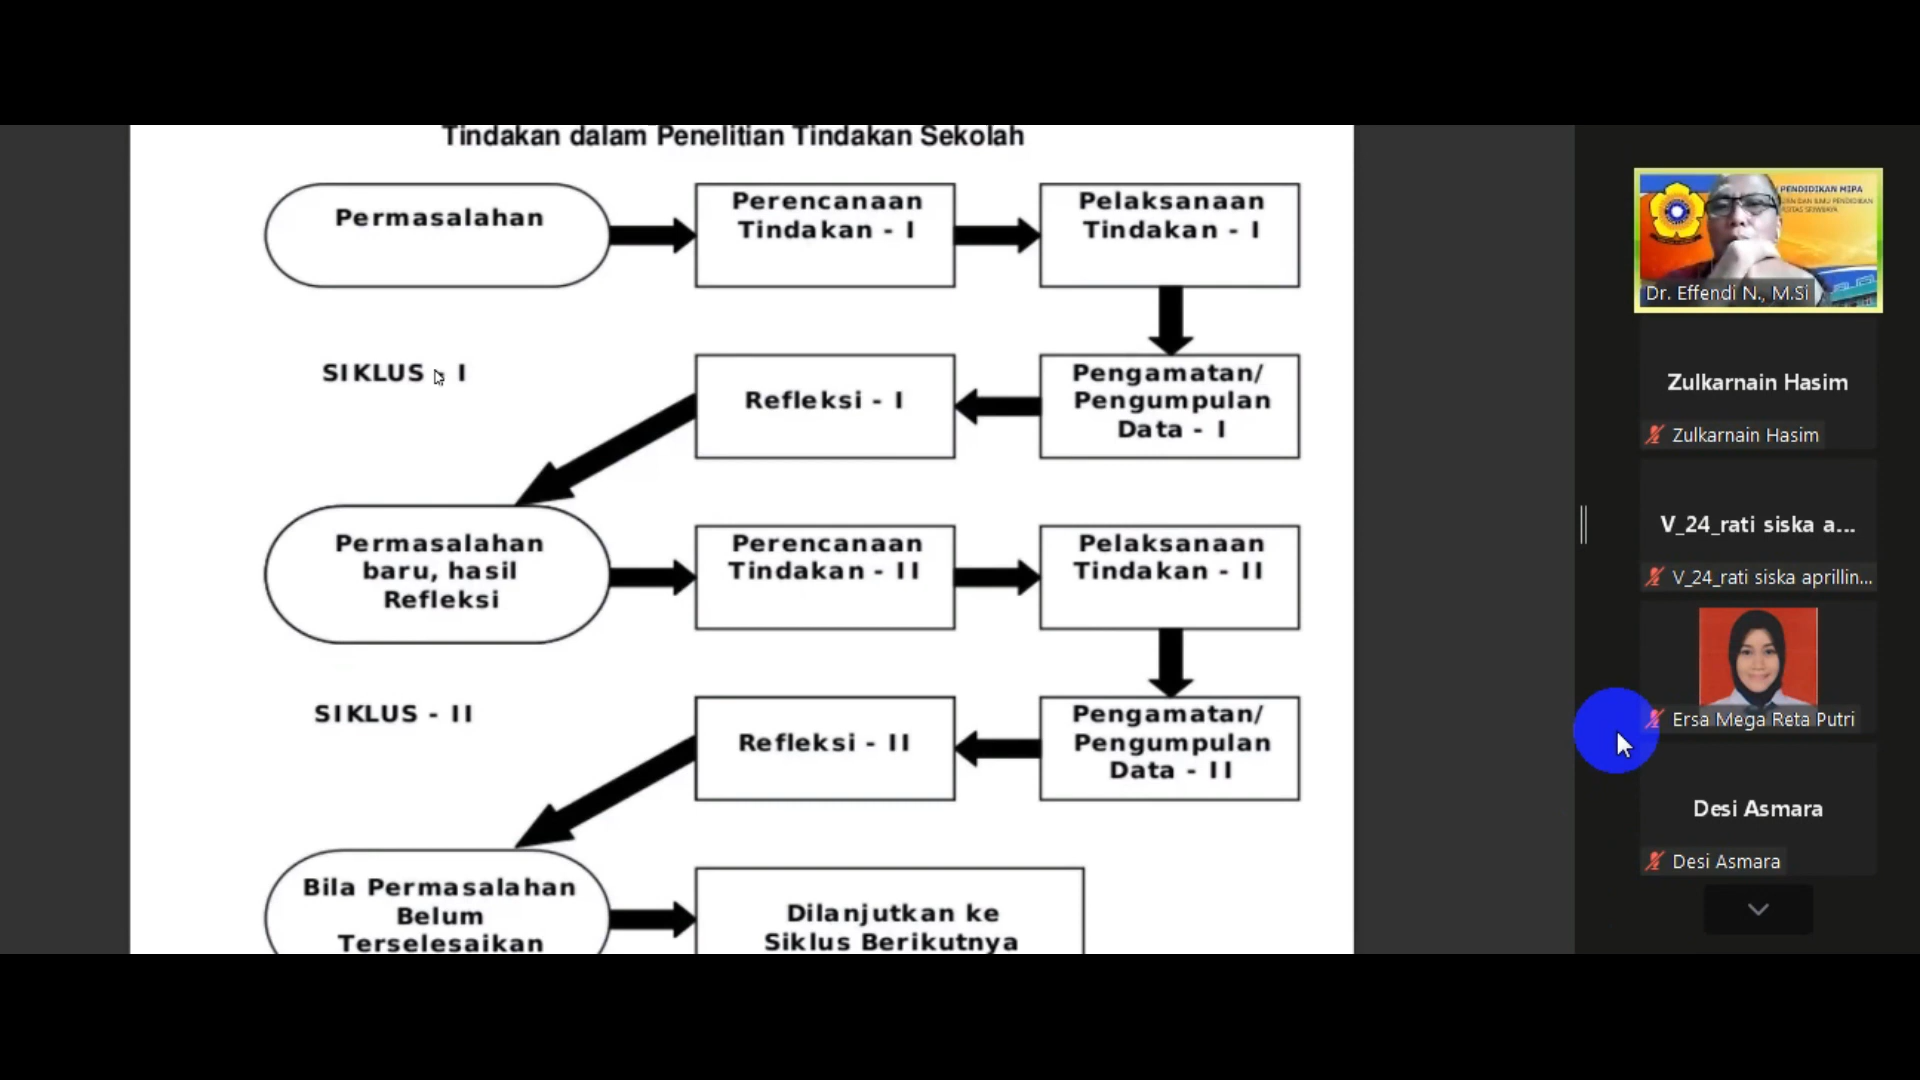 Tindakan dalam Penelitian Tindakan Sekolah
Permasalahan
Perencanaan
Tindakan - I
Pelaksanaan
Tindakan - I
SIKLUS - I
Refleksi - I
Pengamatan/
Pengumpulan
Data - I
Permasalahan
baru, hasil
Refleksi
Perencanaan
Tindakan - II
Pelaksanaan
Tindakan - II
SIKLUS - II
Refleksi - II
Pengamatan/
Pengumpulan
Data - II
Bila Permasalahan
Belum
Terselesaikan
Dilanjutkan ke
Siklus Berikutnya
PENDIDIKAN MIPA
Dr. Effendi N., M.Si
Zulkarnain Hasim
Zulkarnain Hasim
V_24_rati siska a...
V_24_rati siska aprillin...
Ersa Mega Reta Putri
Desi Asmara
Desi Asmara